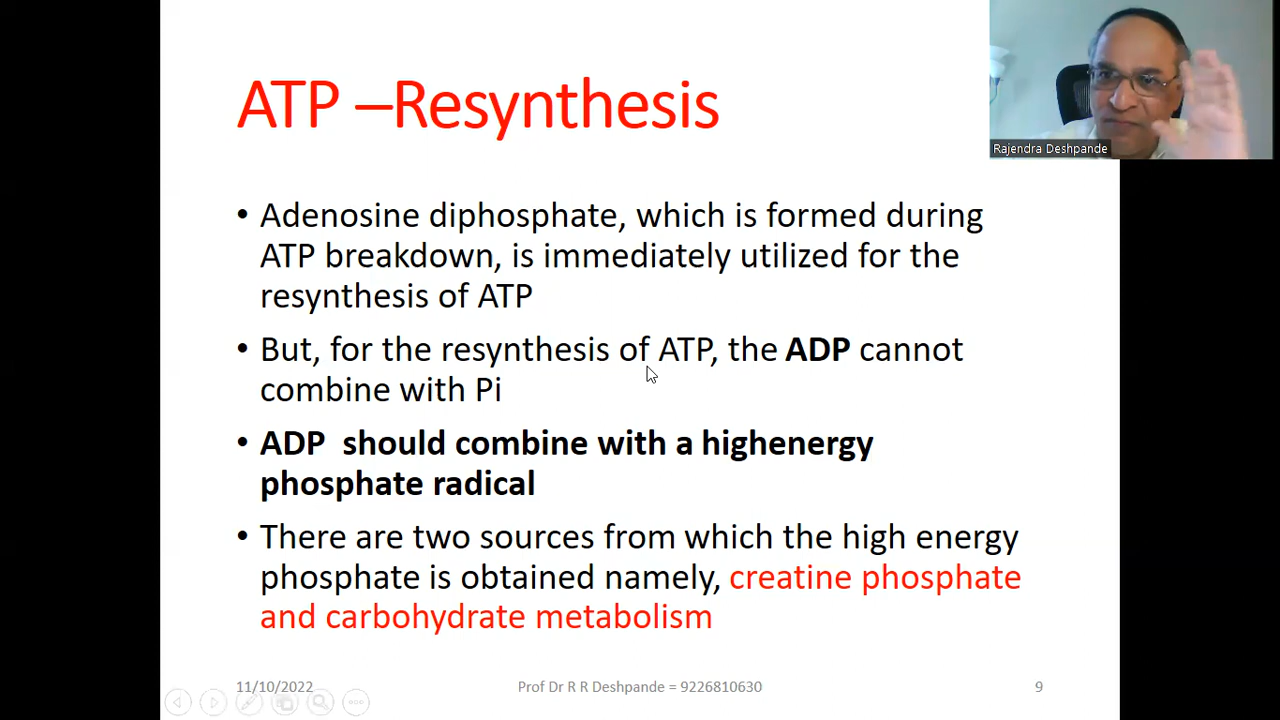 ATP –Resynthesis
Rajendra Deshpande
• Adenosine diphosphate, which is formed during
ATP breakdown, is immediately utilized for the
resynthesis of ATP
• But, for the resynthesis of ATP, the ADP cannot
combine with Pi
• ADP  should combine with a highenergy
phosphate radical
• There are two sources from which the high energy
phosphate is obtained namely, creatine phosphate
and carbohydrate metabolism
11/10/2022
Prof Dr R R Deshpande = 9226810630
9